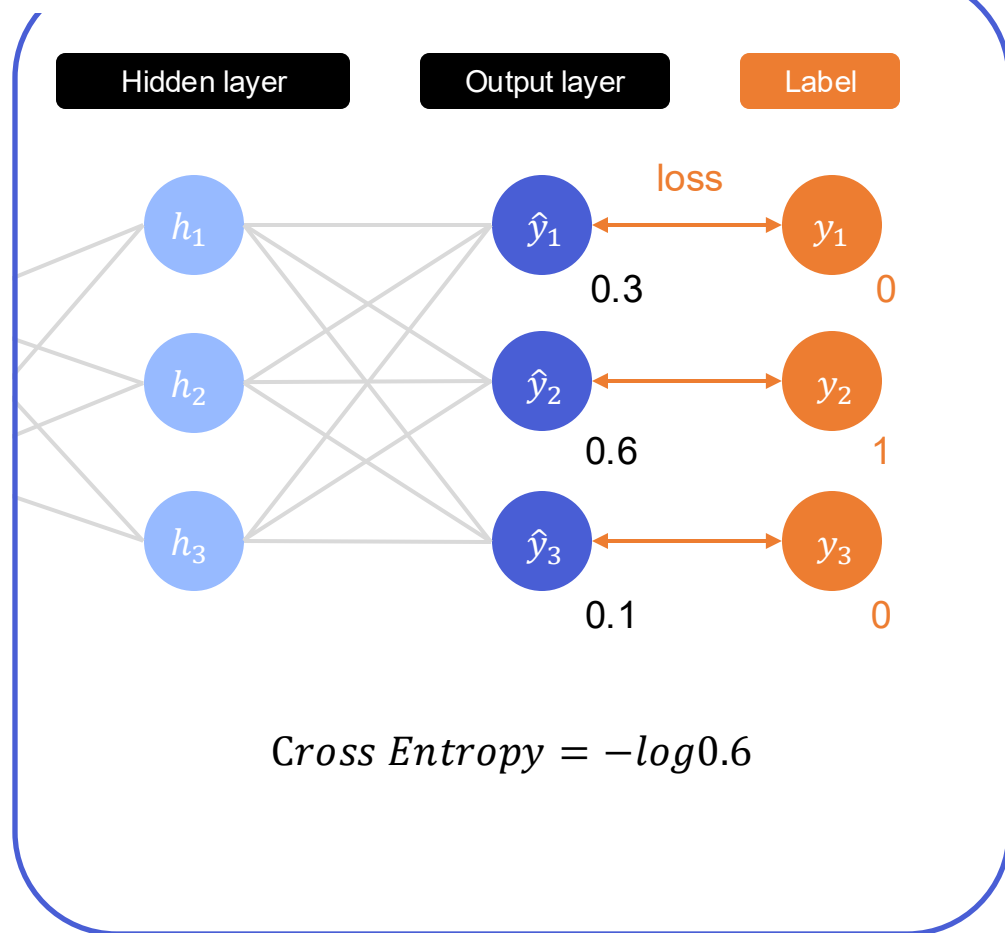 Hidden layer Output layer Label
loss
h₁ ŷ₁ y₁
0.3 0
h₂ ŷ₂ y₂
0.6 1
h₃ ŷ₃ y₃
0.1 0
Cross Entropy = −log0.6